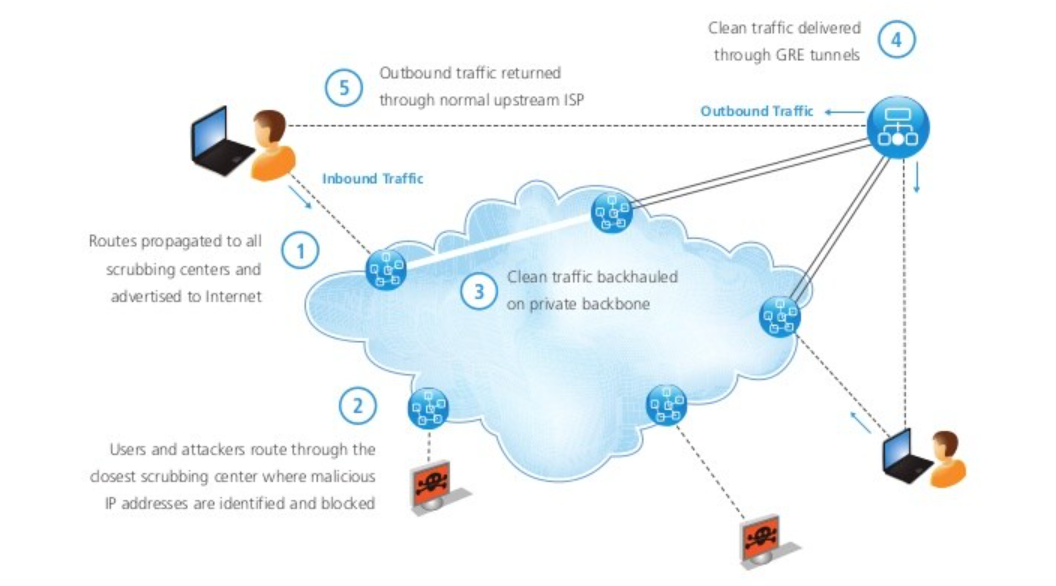 Clean traffic delivered
through GRE tunnels
4
5
Outbound traffic returned
through normal upstream ISP
Outbound Traffic
Inbound Traffic
1
Routes propagated to all
scrubbing centers and
advertised to Internet
3
Clean traffic backhauled
on private backbone
2
Users and attackers route through the
closest scrubbing center where malicious
IP addresses are identified and blocked